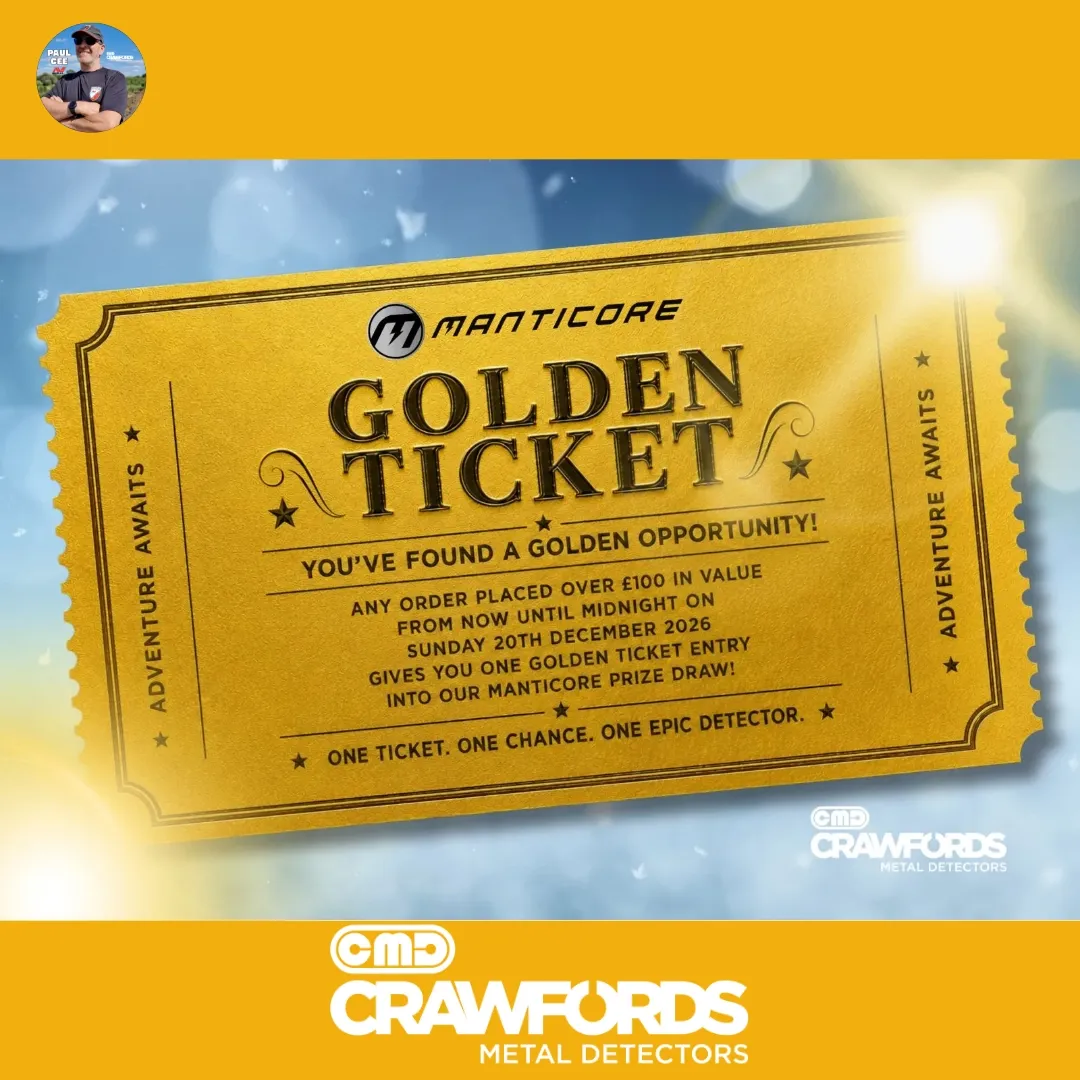 PAUL
CEE
CRAWFORDS
ADVENTURE AWAITS
MANTICORE
GOLDEN
TICKET
YOU'VE FOUND A GOLDEN OPPORTUNITY!
ANY ORDER PLACED OVER £100 IN VALUE
FROM NOW UNTIL MIDNIGHT ON
SUNDAY 20TH DECEMBER 2026
GIVES YOU ONE GOLDEN TICKET ENTRY
INTO OUR MANTICORE PRIZE DRAW!
ONE TICKET. ONE CHANCE. ONE EPIC DETECTOR.
ADVENTURE AWAITS
CMD
CRAWFORDS
METAL DETECTORS
CMD
CRAWFORDS
METAL DETECTORS